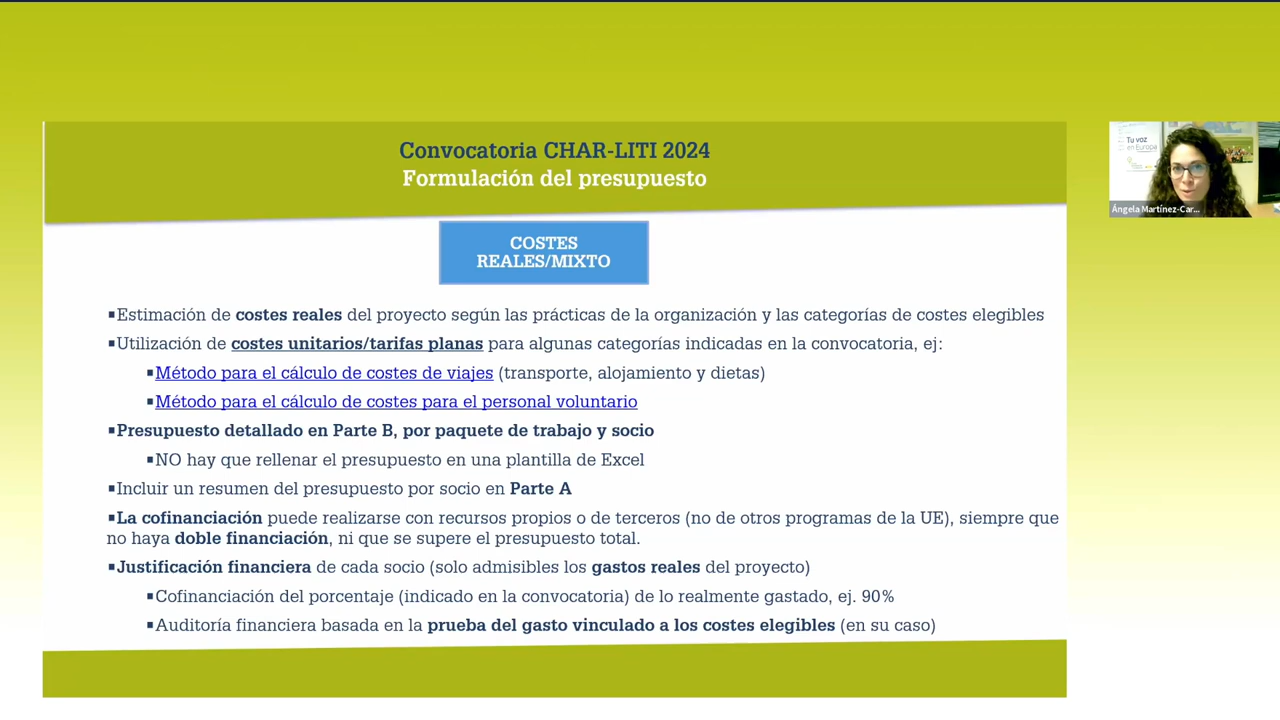 Convocatoria CHAR-LITI 2024
Formulación del presupuesto
COSTES
REALES/MIXTO
▪Estimación de costes reales del proyecto según las prácticas de la organización y las categorías de costes elegibles
▪Utilización de costes unitarios/tarifas planas para algunas categorías indicadas en la convocatoria, ej:
▪Método para el cálculo de costes de viajes (transporte, alojamiento y dietas)
▪Método para el cálculo de costes para el personal voluntario
▪Presupuesto detallado en Parte B, por paquete de trabajo y socio
▪NO hay que rellenar el presupuesto en una plantilla de Excel
▪Incluir un resumen del presupuesto por socio en Parte A
▪La cofinanciación puede realizarse con recursos propios o de terceros (no de otros programas de la UE), siempre que
no haya doble financiación, ni que se supere el presupuesto total.
▪Justificación financiera de cada socio (solo admisibles los gastos reales del proyecto)
▪Cofinanciación del porcentaje (indicado en la convocatoria) de lo realmente gastado, ej. 90%
▪Auditoría financiera basada en la prueba del gasto vinculado a los costes elegibles (en su caso)
Tu voz
en Europa
Ángela Martínez-Car...